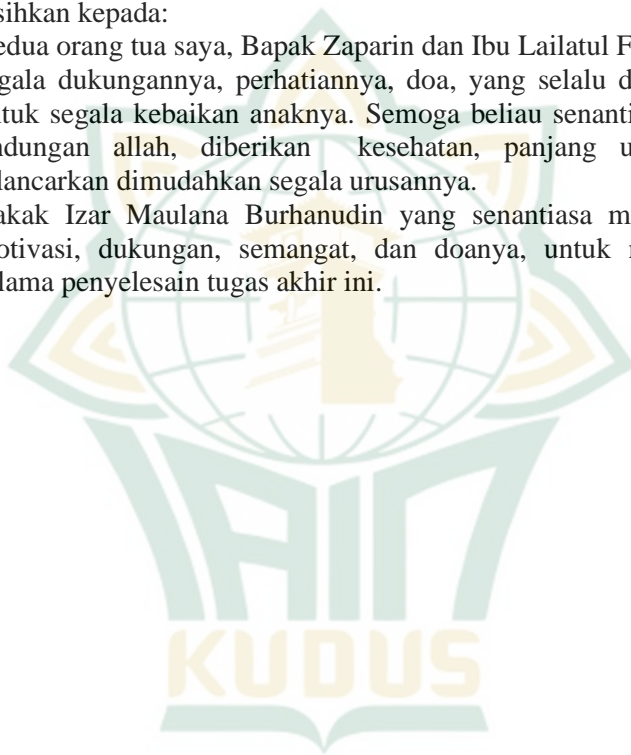 sihkan kepada:
edua orang tua saya, Bapak Zaparin dan Ibu Lailatul F
gala dukungannya, perhatiannya, doa, yang selalu d
tuk segala kebaikan anaknya. Semoga beliau senanti
ndungan allah, diberikan kesehatan, panjang u
lancarkan dimudahkan segala urusannya.
akak Izar Maulana Burhanudin yang senantiasa m
otivasi, dukungan, semangat, dan doanya, untuk
lama penyelesain tugas akhir ini.
IAIN
KUDUS